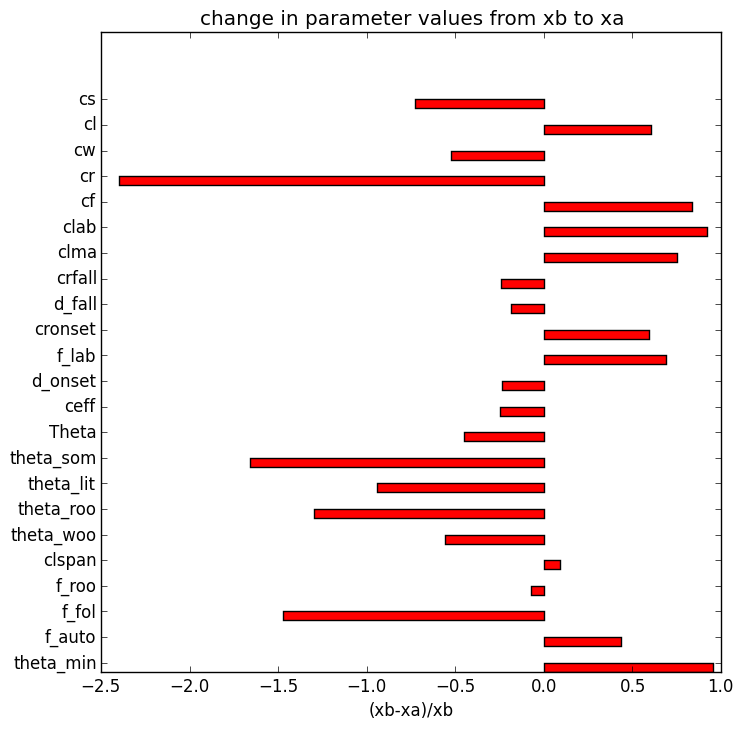 change in parameter values from xb to xa
cs
cl
cw
cr
cf
clab
clma
crfall
d_fall
cronset
f_lab
d_onset
ceff
Theta
theta_som
theta_lit
theta_roo
theta_woo
clspan
f_roo
f_fol
f_auto
theta_min
−2.5 −2.0 −1.5 −1.0 −0.5 0.0 0.5 1.0
(xb-xa)/xb